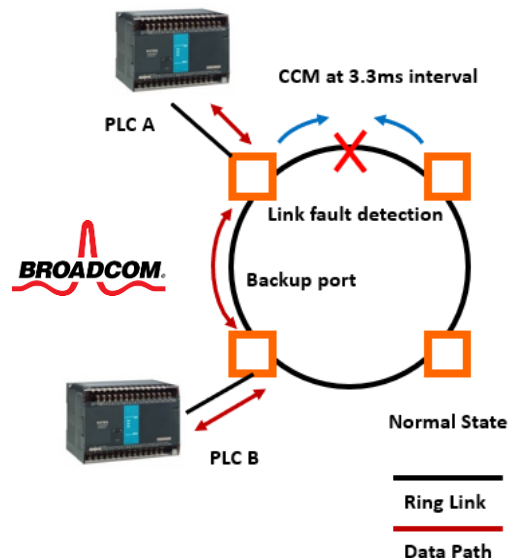 CCM at 3.3ms interval
PLC A
Link fault detection
BROADCOM.
Backup port
Normal State
PLC B
Ring Link
Data Path